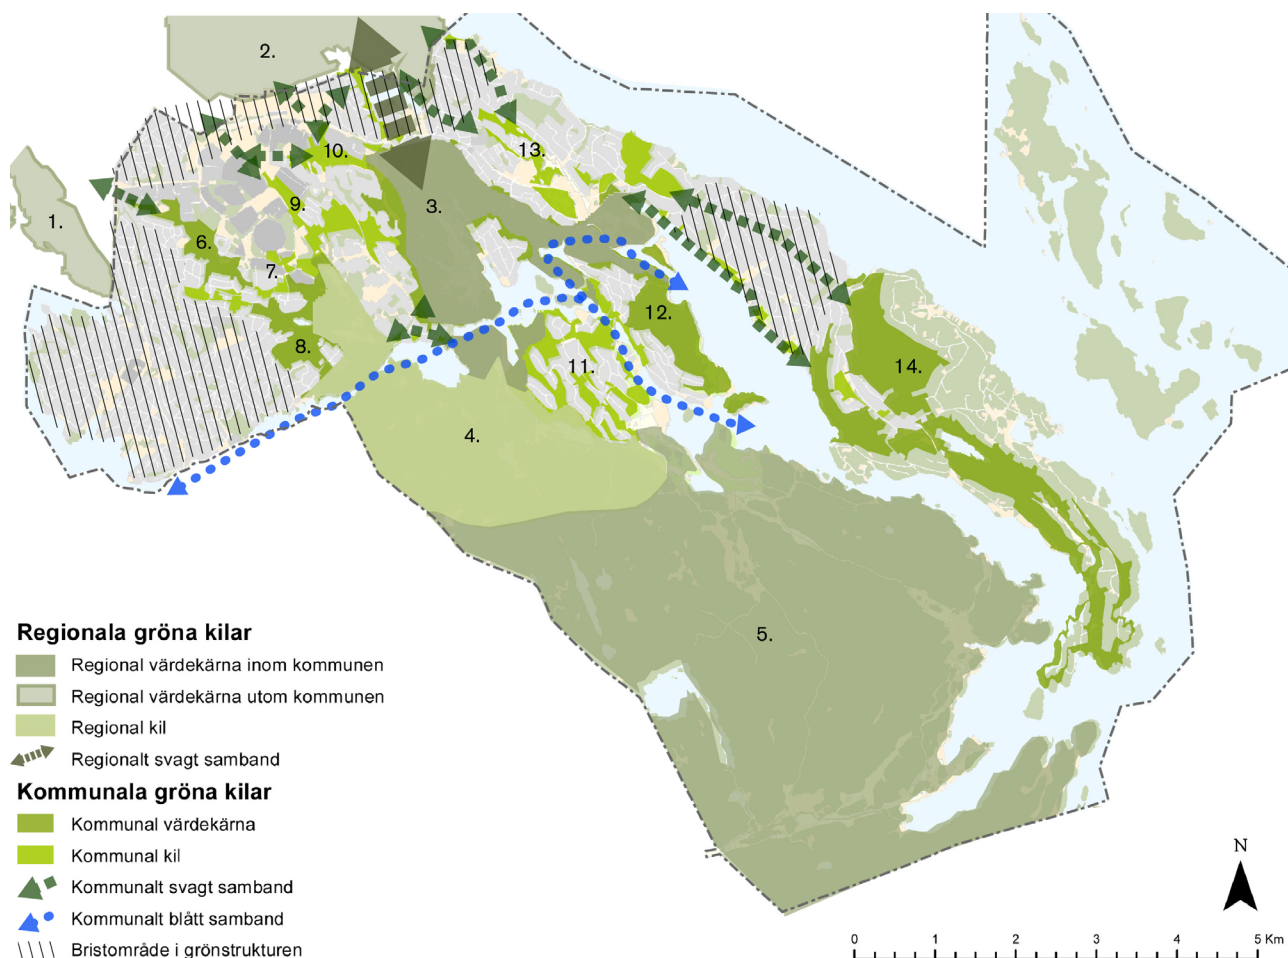 2.
10.
13.
1.
9.
3.
6.
7.
12.
8.
11.
14.
4.
5.
Regionala gröna kilar
Regional värdekärna inom kommunen
Regional värdekärna utom kommunen
Regional kil
Regionalt svagt samband
Kommunala gröna kilar
Kommunal värdekärna
Kommunal kil
Kommunalt svagt samband
Kommunalt blått samband
Bristområde i grönstrukturen
N
0 1 2 3 4 5 Km